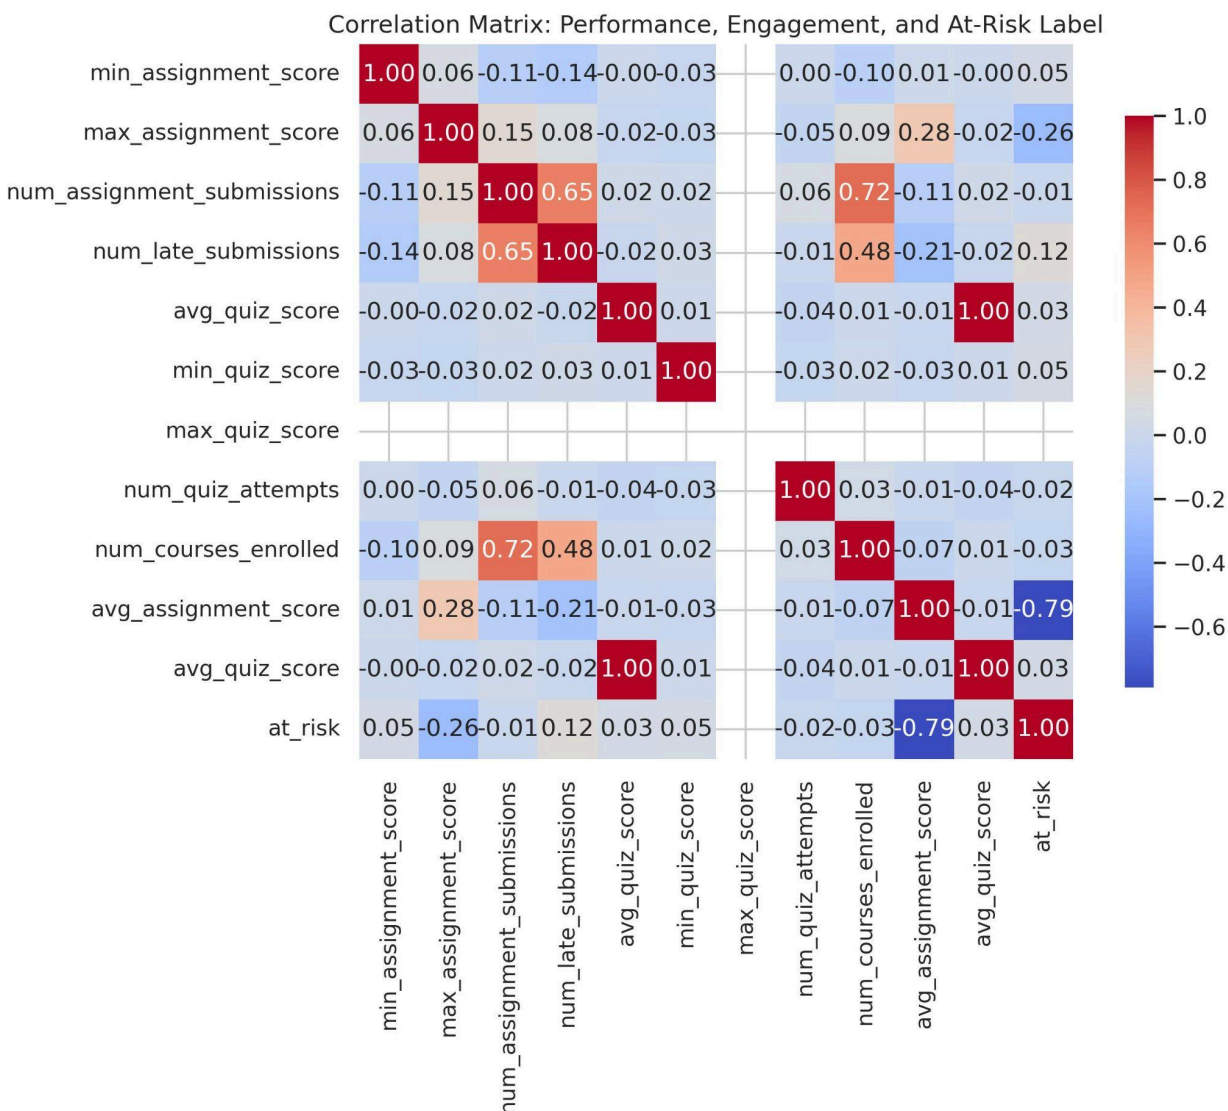 Correlation Matrix: Performance, Engagement, and At-Risk Label
min_assignment_score 1.00 0.06 -0.11 -0.14 -0.00 -0.03 0.00 -0.10 0.01 -0.00 0.05
max_assignment_score 0.06 1.00 0.15 0.08 -0.02 -0.03 -0.05 0.09 0.28 -0.02 -0.26
num_assignment_submissions -0.11 0.15 1.00 0.65 0.02 0.02 0.06 0.72 -0.11 0.02 -0.01
num_late_submissions -0.14 0.08 0.65 1.00 -0.02 0.03 -0.01 0.48 -0.21 -0.02 0.12
avg_quiz_score -0.00 -0.02 0.02 -0.02 1.00 0.01 -0.04 0.01 -0.01 1.00 0.03
min_quiz_score -0.03 -0.03 0.02 0.03 0.01 1.00 -0.03 0.02 -0.03 0.01 0.05
max_quiz_score
num_quiz_attempts 0.00 -0.05 0.06 -0.01 -0.04 -0.03 1.00 0.03 -0.01 -0.04 -0.02
num_courses_enrolled -0.10 0.09 0.72 0.48 0.01 0.02 0.03 1.00 -0.07 0.01 -0.03
avg_assignment_score 0.01 0.28 -0.11 -0.21 -0.01 -0.03 -0.01 -0.07 1.00 -0.01 -0.79
avg_quiz_score -0.00 -0.02 0.02 -0.02 1.00 0.01 -0.04 0.01 -0.01 1.00 0.03
at_risk 0.05 -0.26 -0.01 0.12 0.03 0.05 -0.02 -0.03 -0.79 0.03 1.00
min_assignment_score
max_assignment_score
num_assignment_submissions
num_late_submissions
avg_quiz_score
min_quiz_score
max_quiz_score
num_quiz_attempts
num_courses_enrolled
avg_assignment_score
avg_quiz_score
at_risk
1.0
0.8
0.6
0.4
0.2
0.0
−0.2
−0.4
−0.6